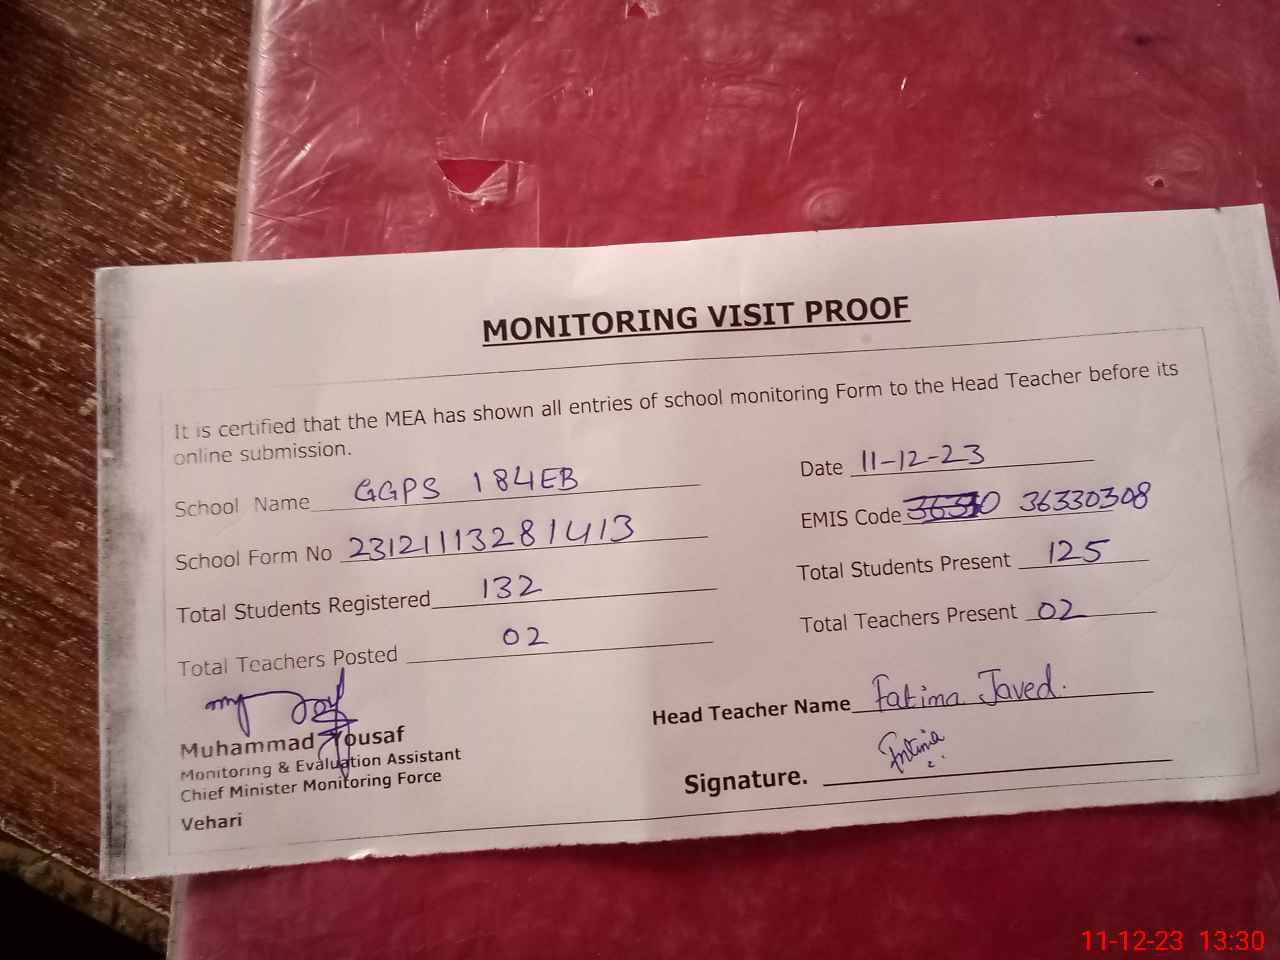 MONITORING VISIT PROOF
It is certified that the MEA has shown all entries of school monitoring Form to the Head Teacher before its
online submission.
School Name GGPS 184EB Date 11-12-23
School Form No 23121113281413 EMIS Code 36330308
Total Students Registered 132 Total Students Present 125
Total Teachers Posted 02 Total Teachers Present 02
Muhammad Yousaf Head Teacher Name Fatima Javed.
Monitoring & Evaluation Assistant
Chief Minister Monitoring Force Signature. Fatima
Vehari
11-12-23 13:30